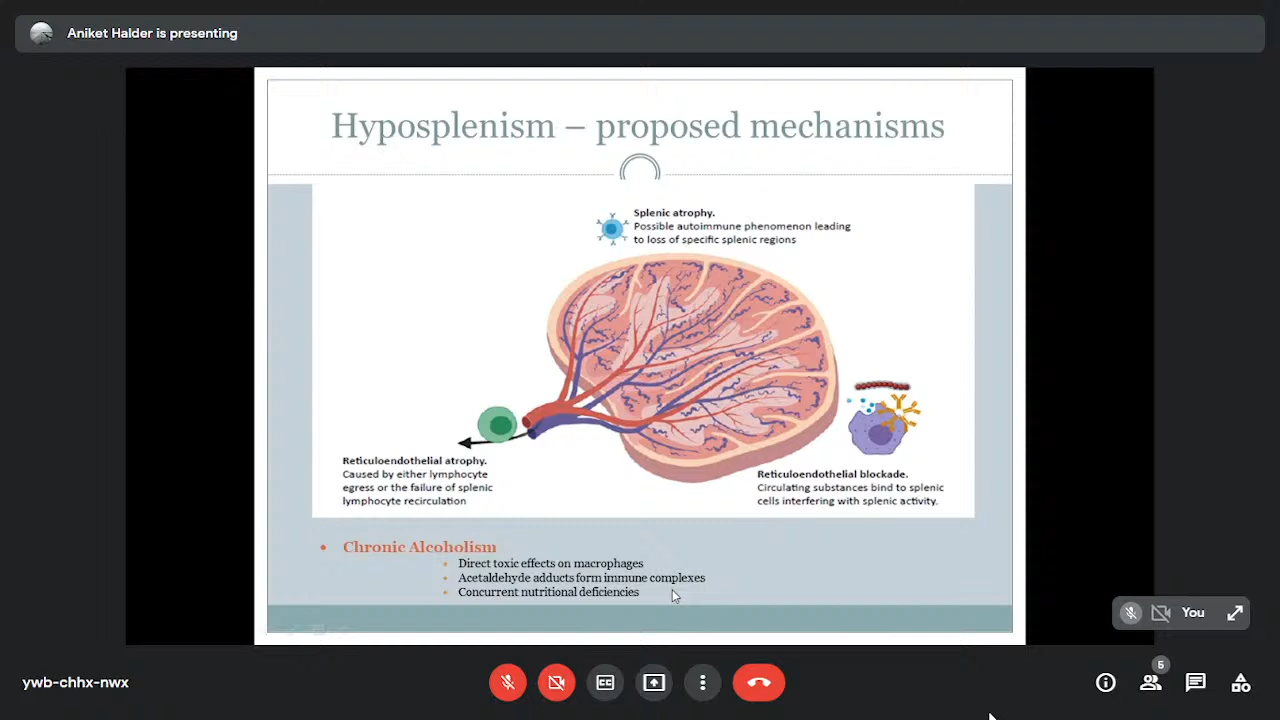 Aniket Halder is presenting
Hyposplenism – proposed mechanisms
Splenic atrophy.
Possible autoimmune phenomenon leading
to loss of specific splenic regions
Reticuloendothelial atrophy.
Caused by either lymphocyte
egress or the failure of splenic
lymphocyte recirculation
Reticuloendothelial blockade.
Circulating substances bind to splenic
cells interfering with splenic activity.
• Chronic Alcoholism
• Direct toxic effects on macrophages
• Acetaldehyde adducts form immune complexes
• Concurrent nutritional deficiencies
You
ywb-chhx-nwx
CC
5